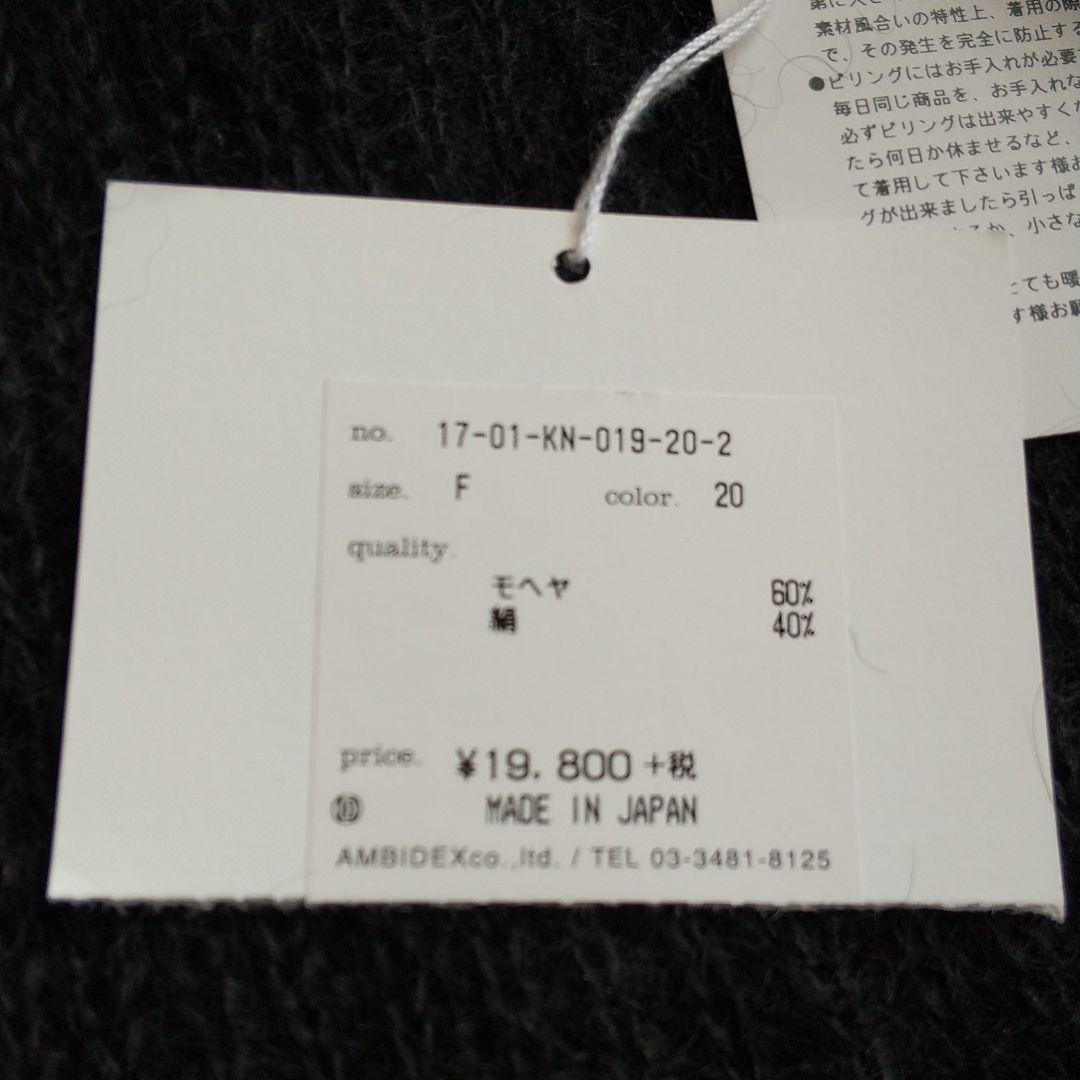 素材風合いの特性上、着用の際
で、その発生を完全に防止する
●ピリングにはお手入れが必要
毎日同じ商品を、お手入れな
必ずピリングは出来やすくな
たら何日か休ませるなど、
て着用して下さいます様お
グが出来ましたら引っぱ
か、小さな
とても暖
す様お願
no. 17-01-KN-019-20-2
size. F color. 20
quality.
モヘヤ 60%
絹 40%
price. ¥19,800+税
⑩ MADE IN JAPAN
AMBIDEXco.,ltd. / TEL 03-3481-8125